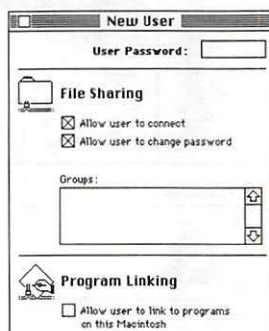 New User
User Password:
File Sharing
Allow user to connect
Allow user to change password
Groups:
Program Linking
Allow user to link to programs
on this Macintosh